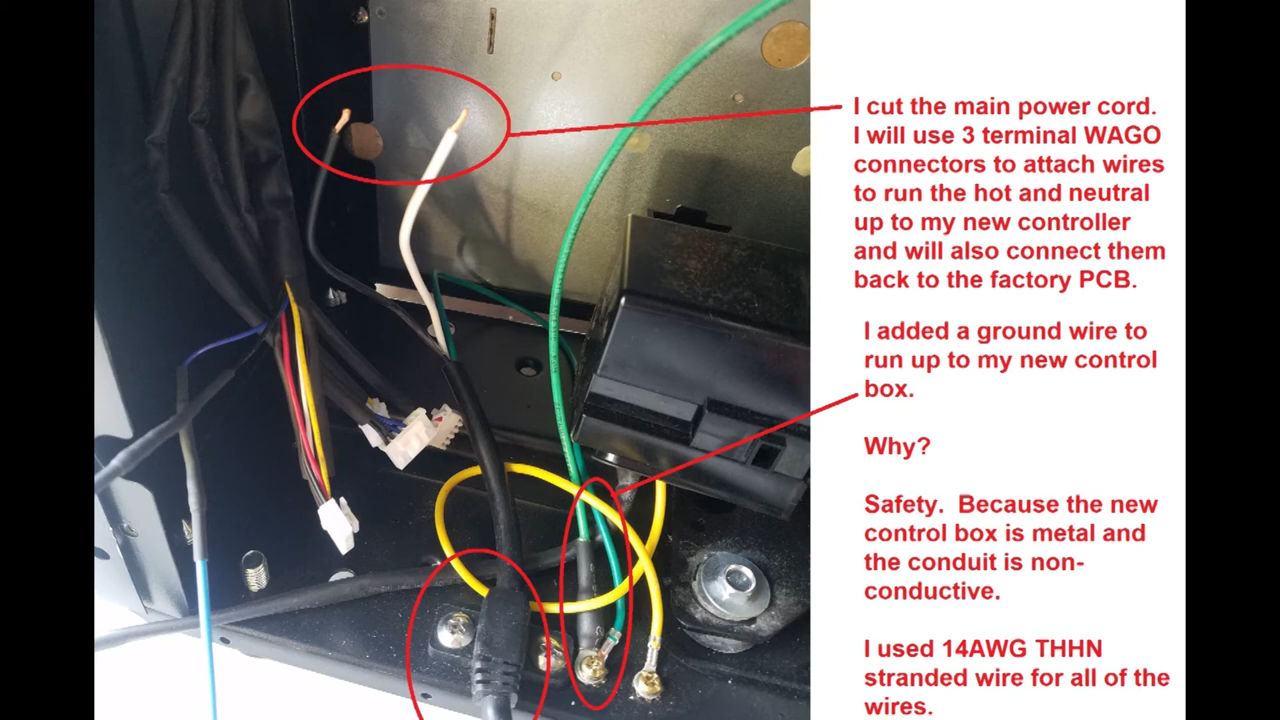 I cut the main power cord.
I will use 3 terminal WAGO
connectors to attach wires
to run the hot and neutral
up to my new controller
and will also connect them
back to the factory PCB.
I added a ground wire to
run up to my new control
box.
Why?
Safety.  Because the new
control box is metal and
the conduit is non-
conductive.
I used 14AWG THHN
stranded wire for all of the
wires.